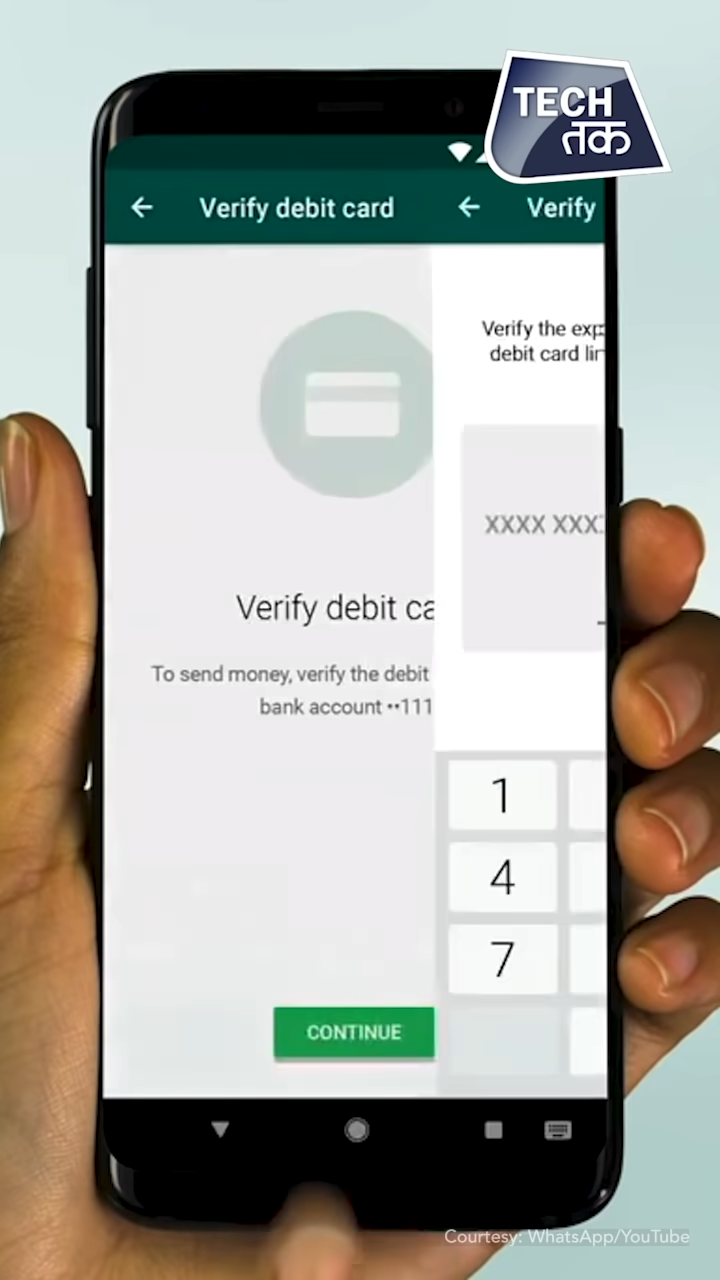 TECH
तक
Verify debit card
Verify
Verify the exp
debit card lin
XXXX XXX
Verify debit ca
To send money, verify the debit
bank account ••111
1
4
7
CONTINUE
Courtesy: WhatsApp/YouTube